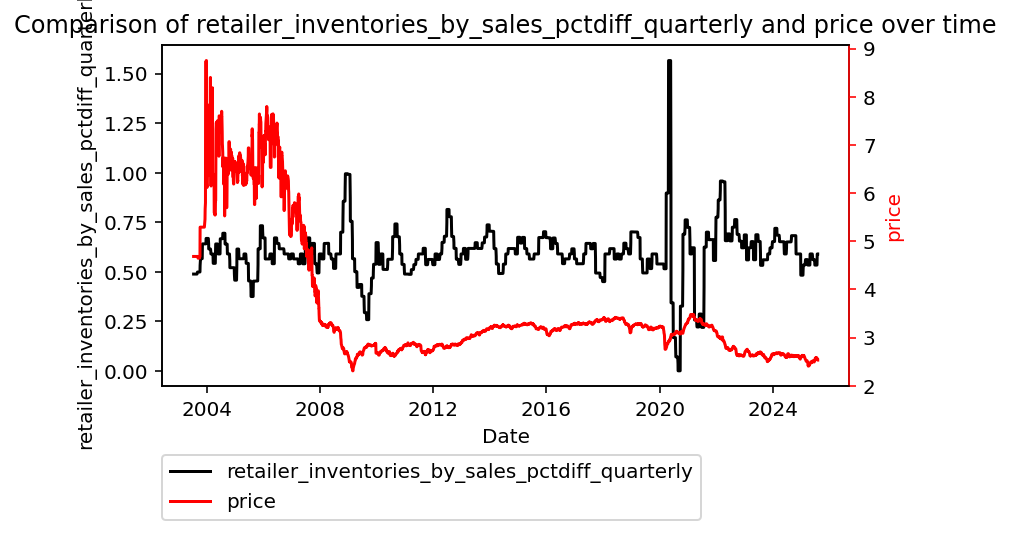 Comparison of retailer_inventories_by_sales_pctdiff_quarterly and price over time
retailer_inventories_by_sales_pctdiff_quarterly
1.50
1.25
1.00
0.75
0.50
0.25
0.00
9
8
7
6
5
4
3
2
price
2004 2008 2012 2016 2020 2024
Date
retailer_inventories_by_sales_pctdiff_quarterly
price